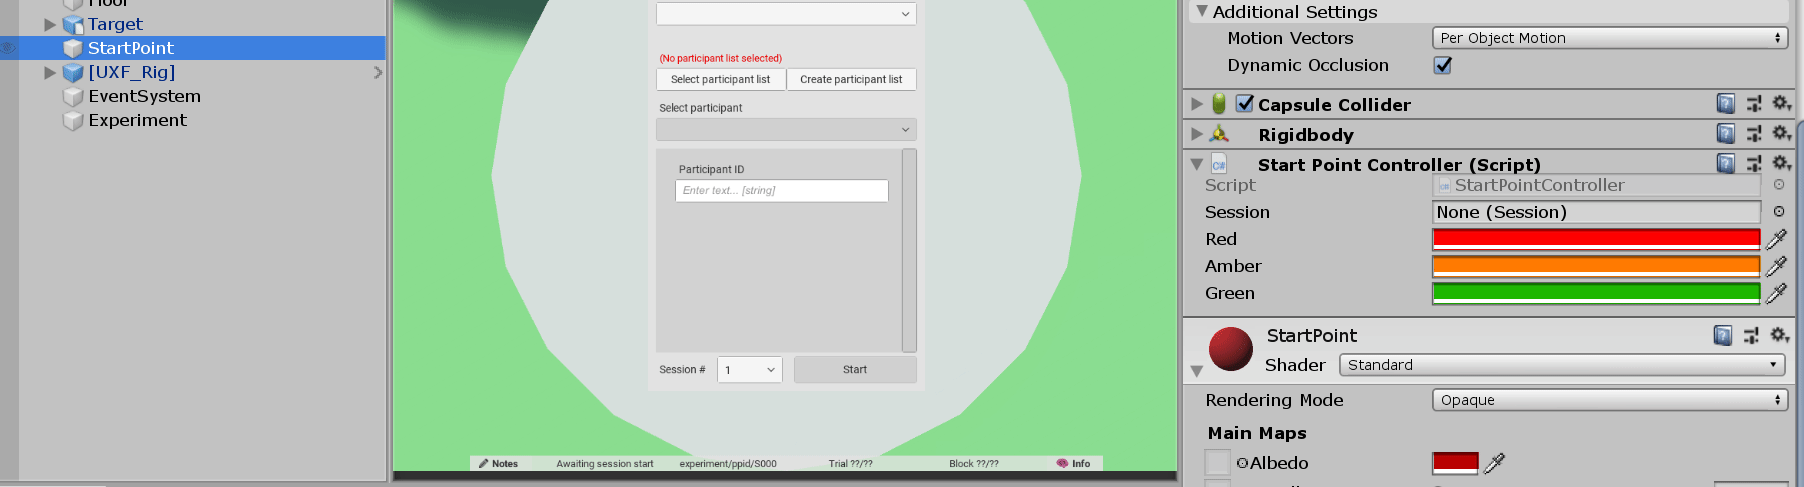 Floor
Target
StartPoint
[UXF_Rig]
EventSystem
Experiment
(No participant list selected)
Select participant list
Create participant list
Select participant
Participant ID
Enter text... [string]
Session # 1 Start
Notes Awaiting session start experiment/ppid/S000 Trial ??/?? Block ??/?? Info
Additional Settings
Motion Vectors Per Object Motion
Dynamic Occlusion
Capsule Collider
Rigidbody
C# Start Point Controller (Script)
Script StartPointController
Session None (Session)
Red
Amber
Green
StartPoint
Shader Standard
Rendering Mode Opaque
Main Maps
Albedo